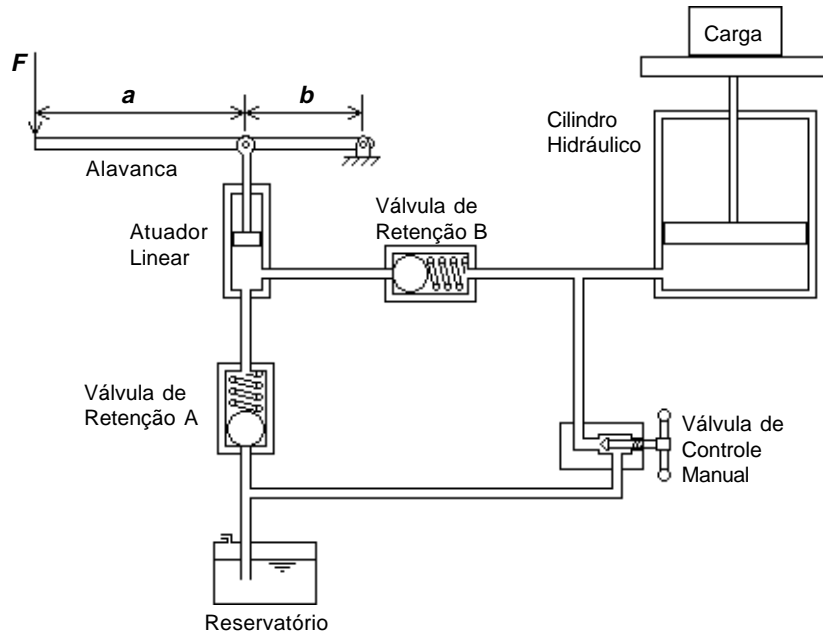 Carga
F
a
b
Cilindro
Hidráulico
Alavanca
Válvula de
Retenção B
Atuador
Linear
Válvula de
Retenção A
Válvula de
Controle
Manual
Reservatório